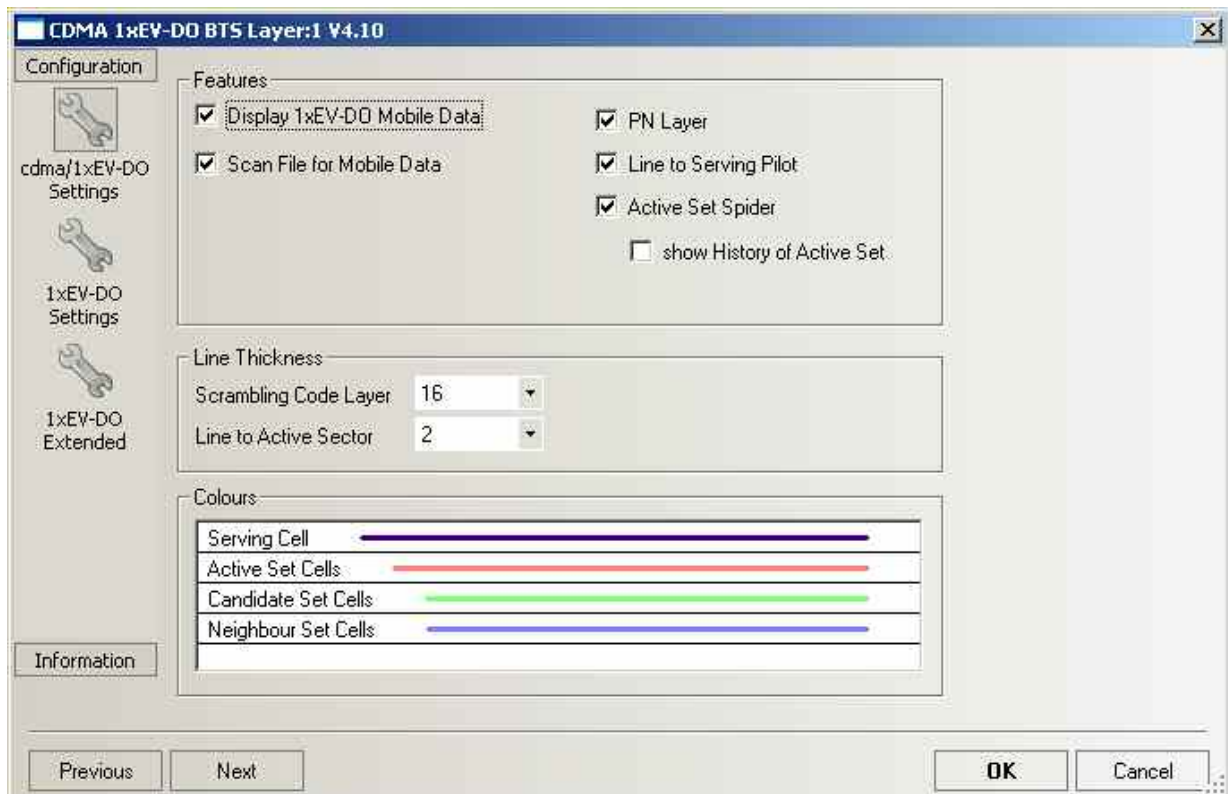 CDMA 1xEV-DO BTS Layer:1 V4.10
Configuration
cdma/1xEV-DO
Settings
1xEV-DO
Settings
1xEV-DO
Extended
Information
Features
Display 1xEV-DO Mobile Data
Scan File for Mobile Data
PN Layer
Line to Serving Pilot
Active Set Spider
show History of Active Set
Line Thickness
Scrambling Code Layer 16
Line to Active Sector 2
Colours
Serving Cell
Active Set Cells
Candidate Set Cells
Neighbour Set Cells
Previous Next OK Cancel